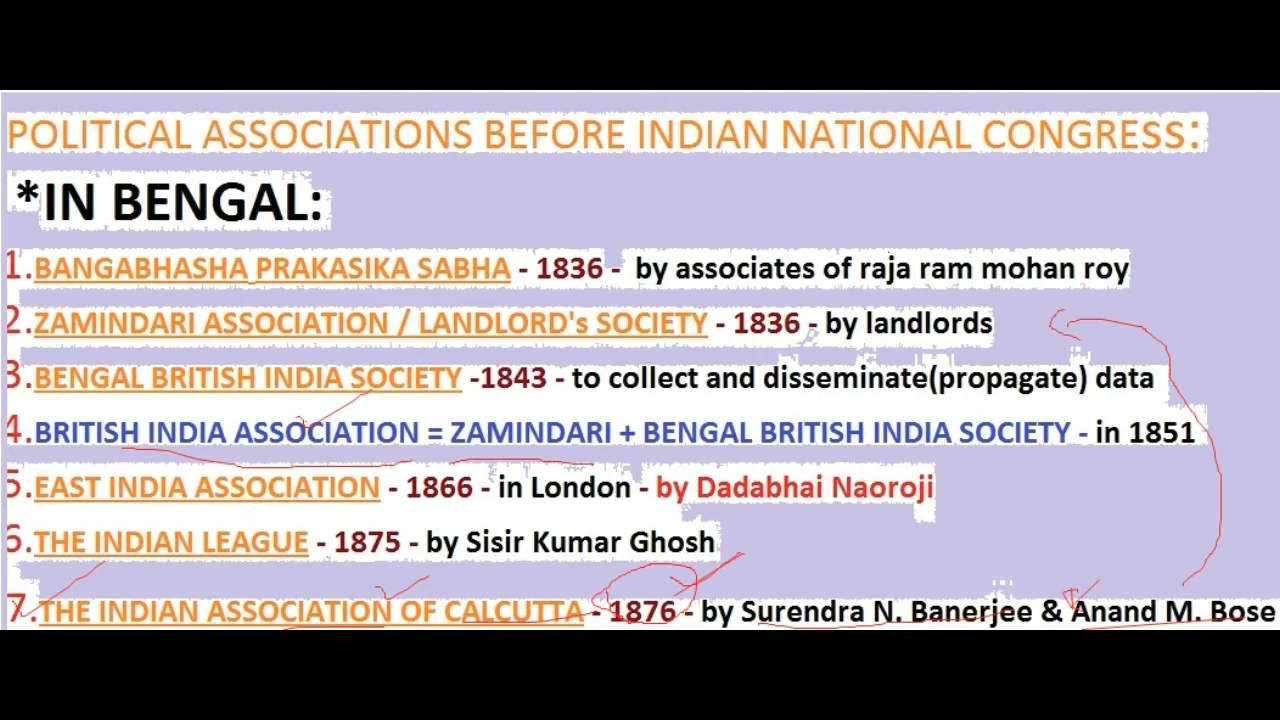 POLITICAL ASSOCIATIONS BEFORE INDIAN NATIONAL CONGRESS:
*IN BENGAL:
1.BANGABHASHA PRAKASIKA SABHA - 1836 - by associates of raja ram mohan roy
2.ZAMINDARI ASSOCIATION / LANDLORD's SOCIETY - 1836 - by landlords
3.BENGAL BRITISH INDIA SOCIETY -1843 - to collect and disseminate(propagate) data
4.BRITISH INDIA ASSOCIATION = ZAMINDARI + BENGAL BRITISH INDIA SOCIETY - in 1851
5.EAST INDIA ASSOCIATION - 1866 - in London - by Dadabhai Naoroji
6.THE INDIAN LEAGUE - 1875 - by Sisir Kumar Ghosh
7.THE INDIAN ASSOCIATION OF CALCUTTA - 1876 - by Surendra N. Banerjee & Anand M. Bose